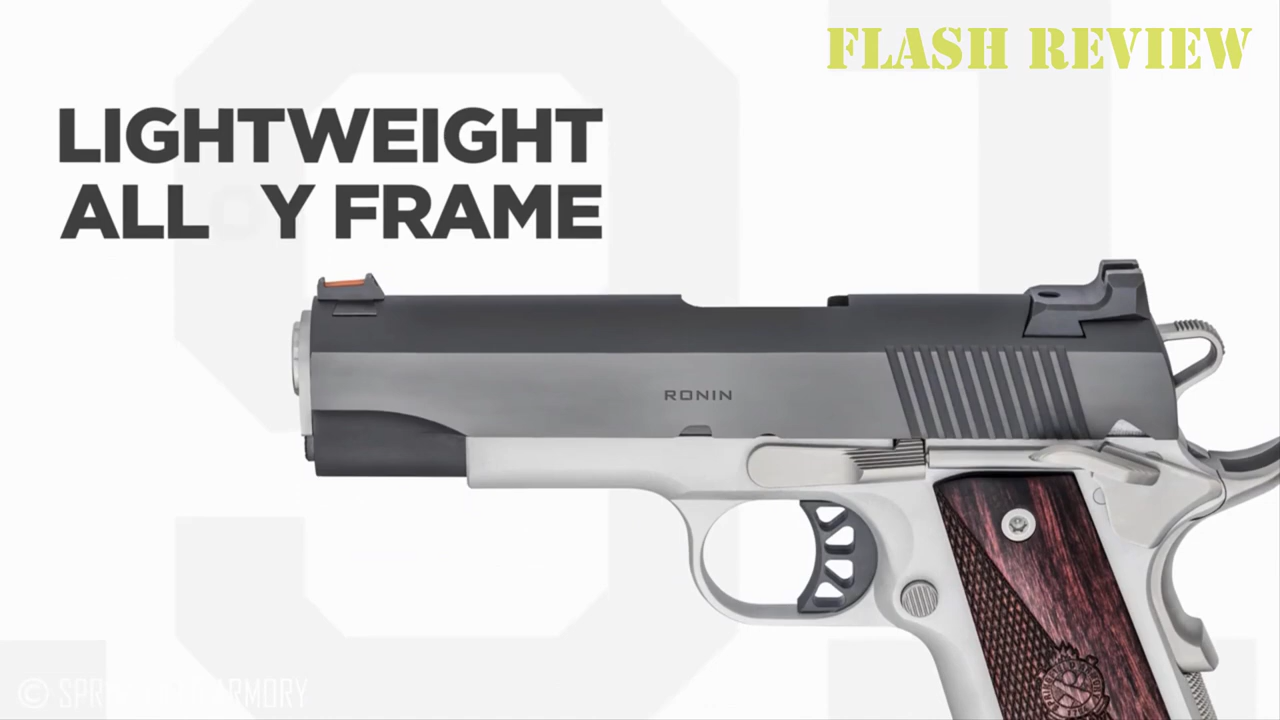 FLASH REVIEW
LIGHTWEIGHT
ALL Y FRAME
RONIN
ARMORY